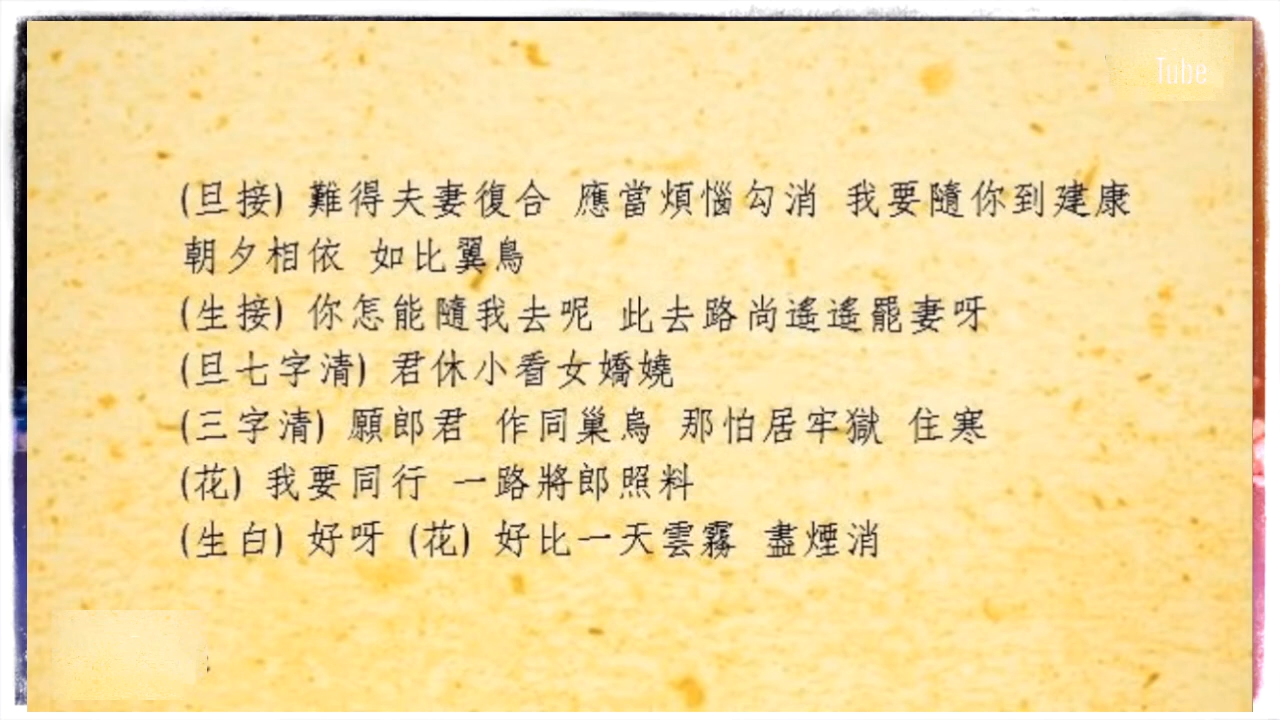 Tube
(旦接) 難得夫妻復合 應當煩惱勾消 我要隨你到建康
朝夕相依 如比翼鳥
(生接) 你怎能隨我去呢 此去路尚遙遙罷妻呀
(旦七字清) 君休小看女嬌嬈
(三字清) 願郎君 作同巢鳥 那怕居牢獄 住寒
(花) 我要同行 一路將郎照料
(生白) 好呀 (花) 好比一天雲霧 盡煙消